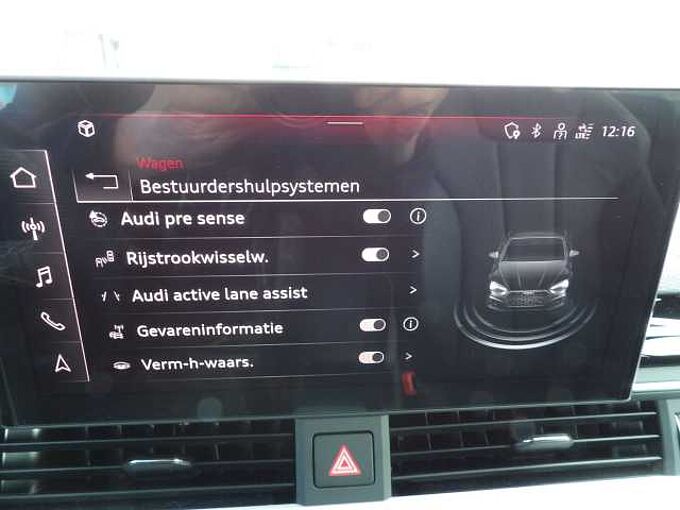 12:16
Wagen
Bestuurdershulpsystemen
Audi pre sense
Rijstrookwisselw.
Audi active lane assist
Gevareninformatie
Verm-h-waars.